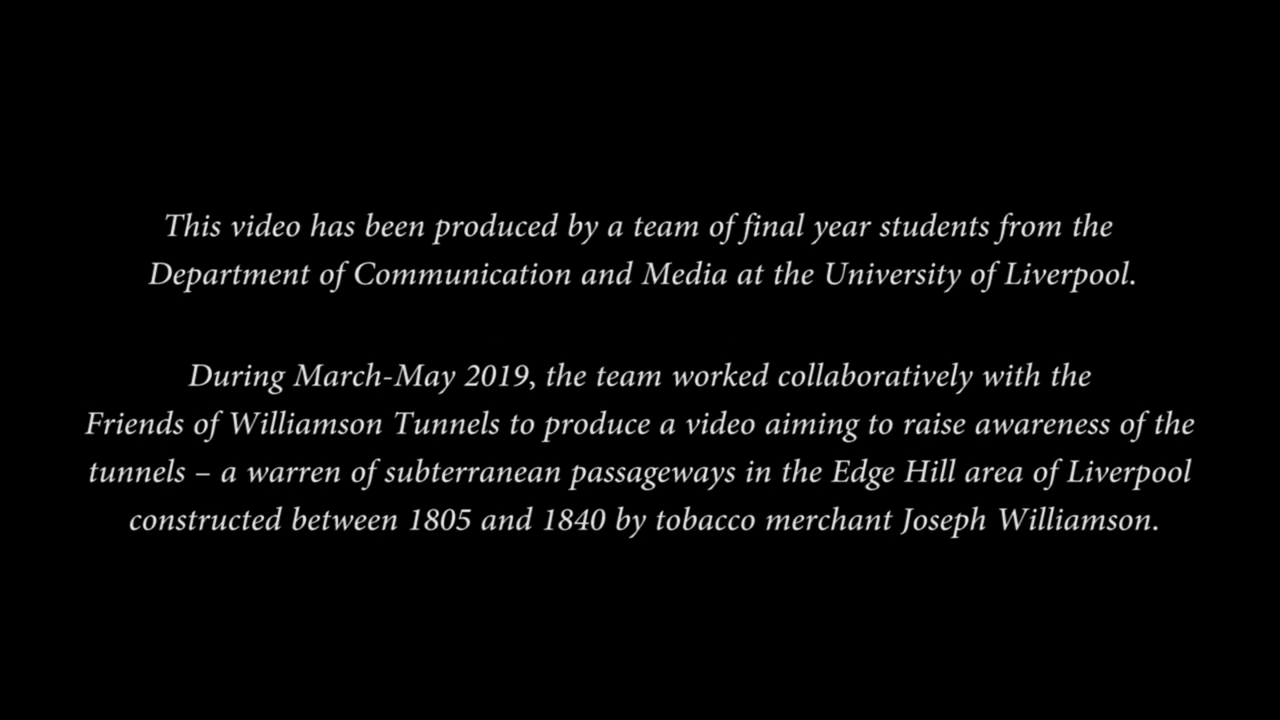 This video has been produced by a team of final year students from the
Department of Communication and Media at the University of Liverpool.
During March-May 2019, the team worked collaboratively with the
Friends of Williamson Tunnels to produce a video aiming to raise awareness of the
tunnels – a warren of subterranean passageways in the Edge Hill area of Liverpool
constructed between 1805 and 1840 by tobacco merchant Joseph Williamson.